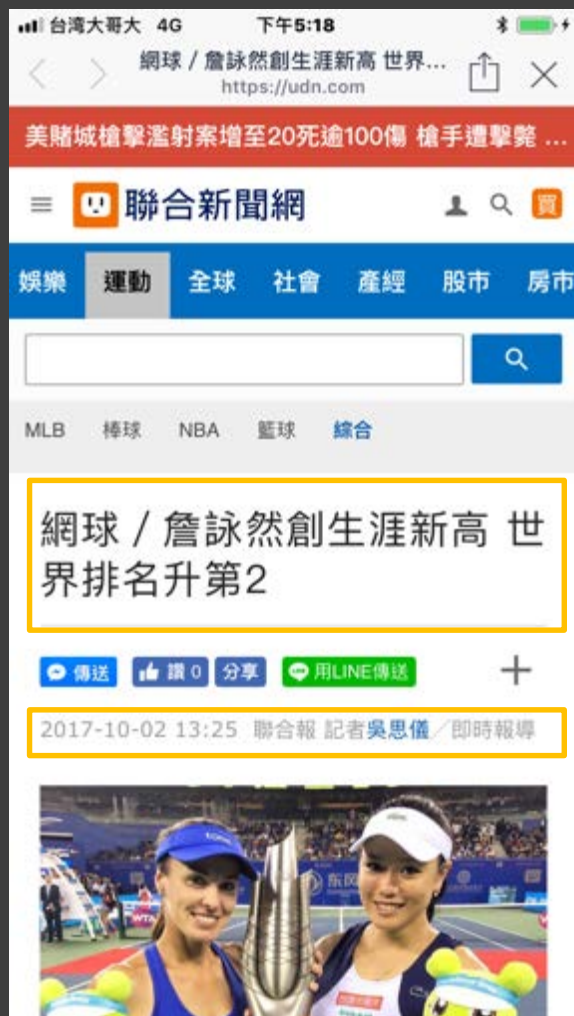 台灣大哥大 4G 下午5:18
網球 / 詹詠然創生涯新高 世界...
https://udn.com
美賭城槍擊濫射案增至20死逾100傷 槍手遭擊斃 ...
聯合新聞網 買
娛樂 運動 全球 社會 產經 股市 房市
MLB 棒球 NBA 籃球 綜合
網球 / 詹詠然創生涯新高 世
界排名升第2
傳送 讚 0 分享 用LINE傳送
2017-10-02 13:25 聯合報 記者吳思儀╱即時報導
东风
WTA